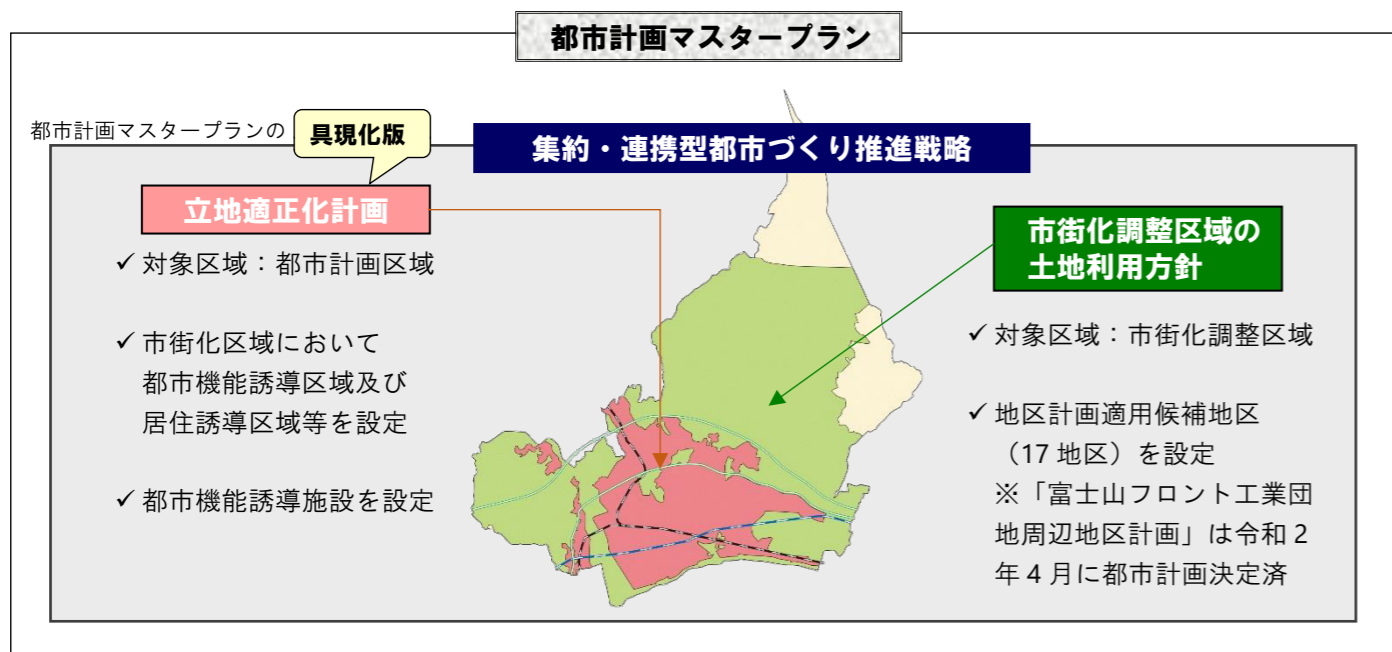 都市計画マスタープラン
都市計画マスタープランの
具現化版
集約・連携型都市づくり推進戦略
立地適正化計画
✓ 対象区域：都市計画区域
✓ 市街化区域において
都市機能誘導区域及び
居住誘導区域等を設定
✓ 都市機能誘導施設を設定
市街化調整区域の
土地利用方針
✓ 対象区域：市街化調整区域
✓ 地区計画適用候補地区
（17 地区）を設定
※「富士山フロント工業団
地周辺地区計画」は令和 2
年 4 月に都市計画決定済